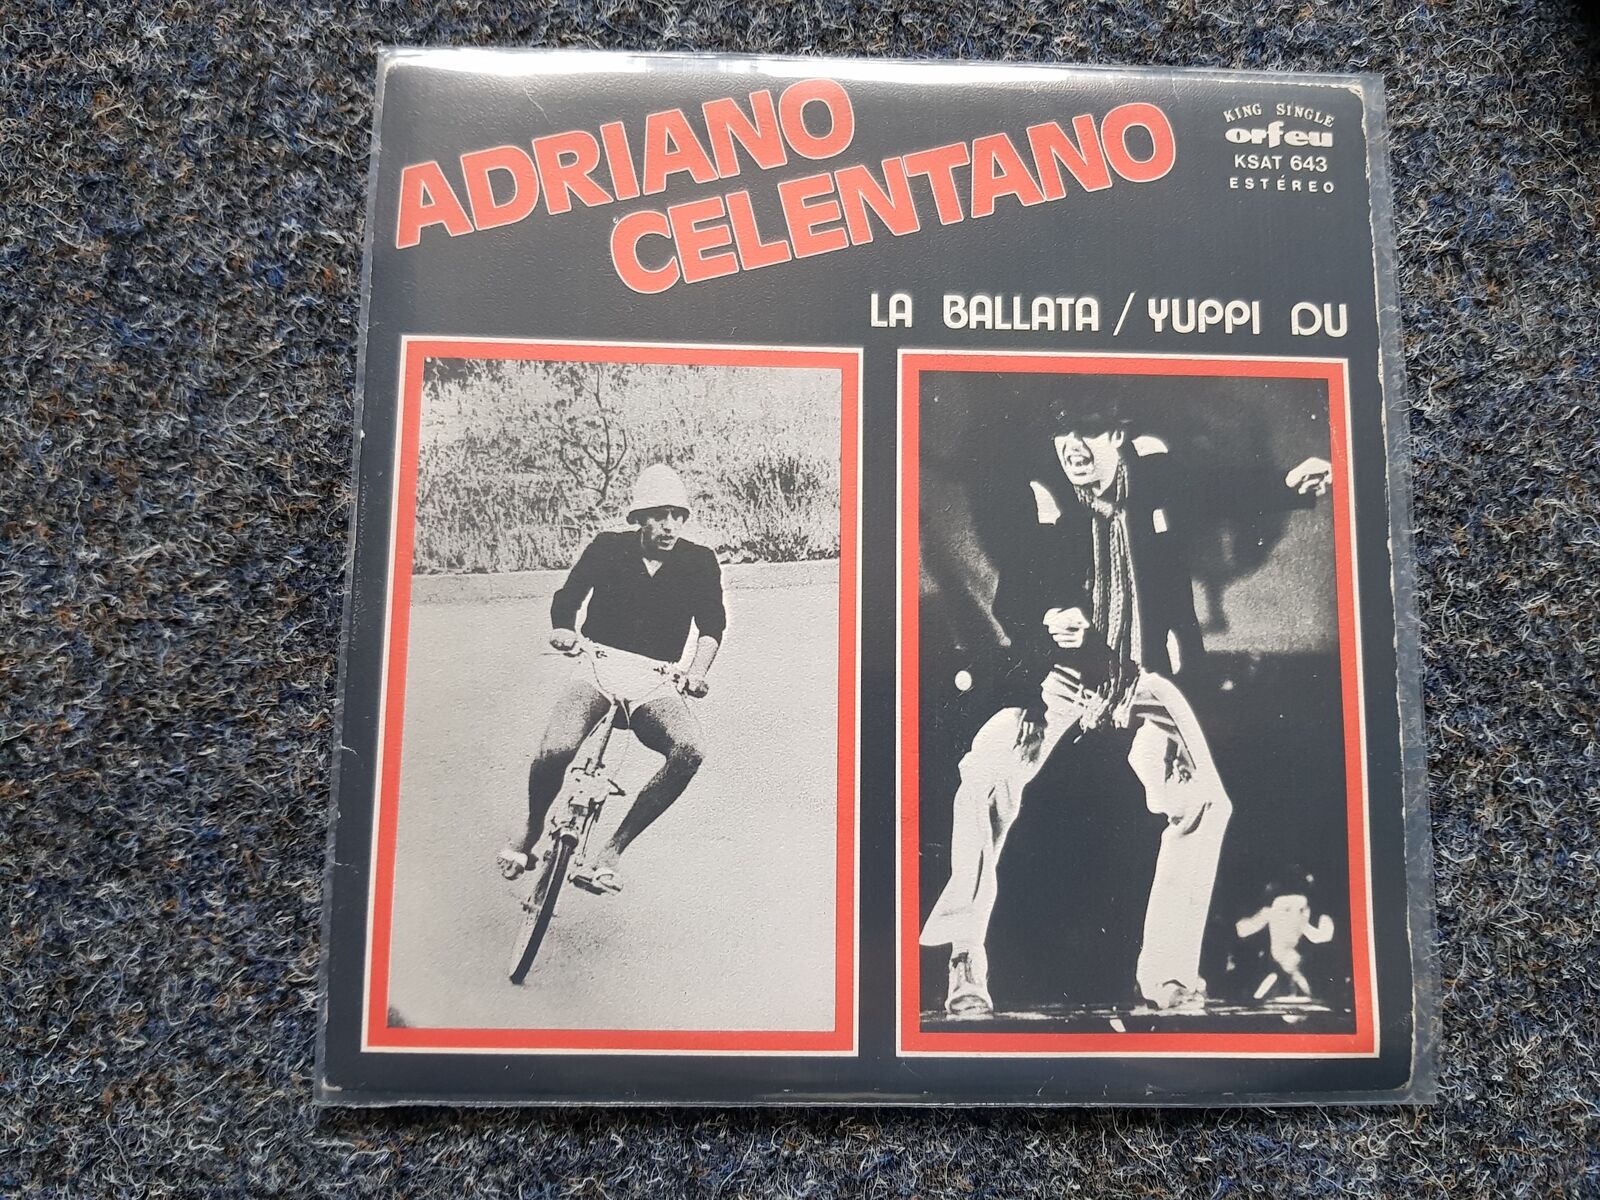 ADRIANO
CELENTANO
KING SINGLE
orfeu
KSAT 643
ESTÉREO
LA BALLATA / YUPPI DU